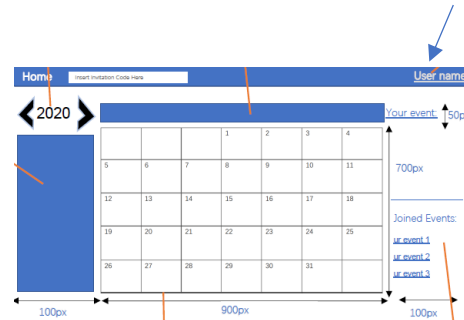 Home Insert Invitation Code Here User name
2020 Your event: 50p
1 2 3 4
5 6 7 8 9 10 11
700px
12 13 14 15 16 17 18
Joined Events:
19 20 21 22 23 24 25
ur event 1
ur event 2
26 27 28 29 30 31
ur event 3
100px 900px 100px